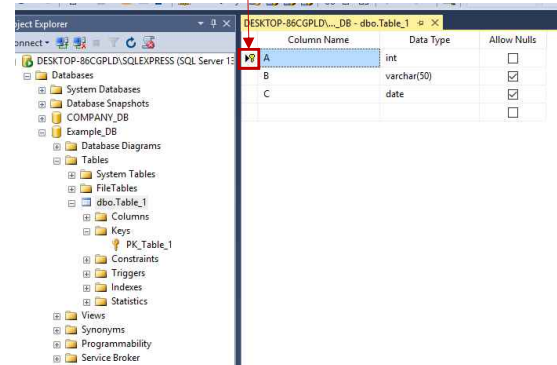 ject Explorer
DESKTOP-86CGPLD\...._DB - dbo.Table_1
onnect
DESKTOP-86CGPLD\SQLEXPRESS (SQL Server 13
Databases
System Databases
Database Snapshots
COMPANY_DB
Example_DB
Database Diagrams
Tables
System Tables
FileTables
dbo.Table_1
Columns
Keys
PK_Table_1
Constraints
Triggers
Indexes
Statistics
Views
Synonyms
Programmability
Service Broker
Column Name Data Type Allow Nulls
A int
B varchar(50)
C date